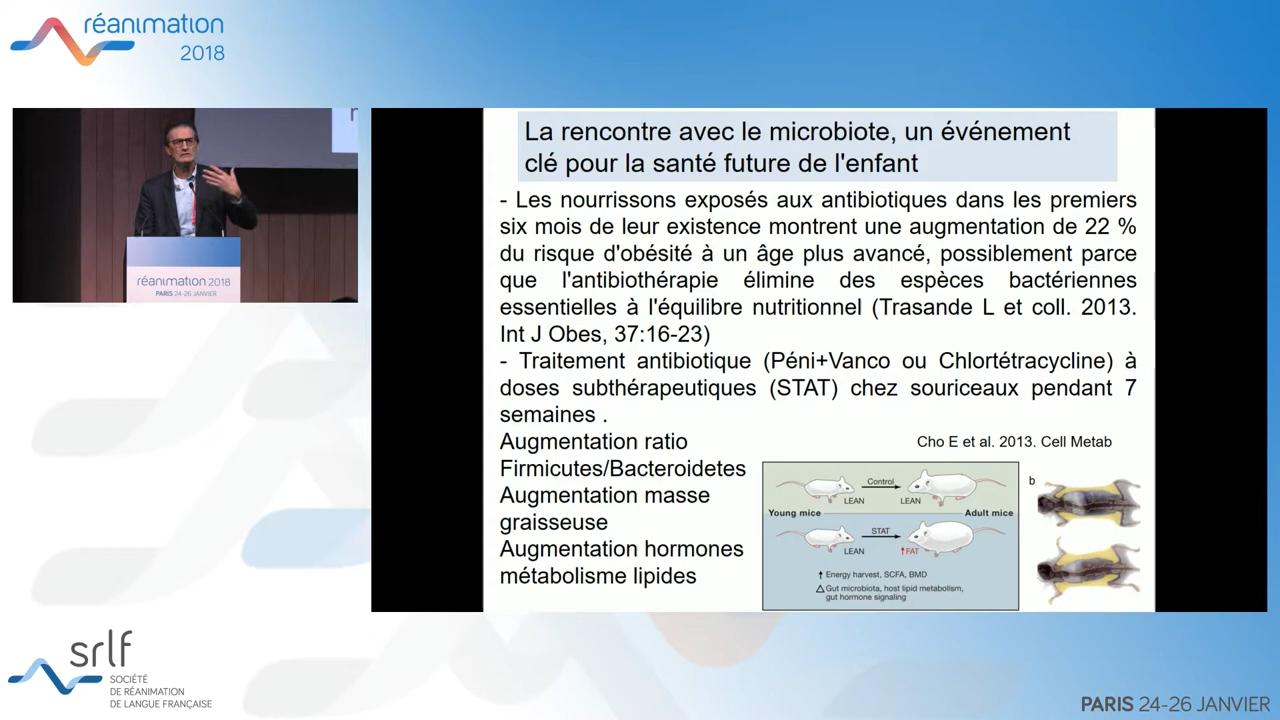 réanimation
2018
réanimation 2018
PARIS 24-26 JANVIER
La rencontre avec le microbiote, un événement
clé pour la santé future de l'enfant
- Les nourrissons exposés aux antibiotiques dans les premiers
six mois de leur existence montrent une augmentation de 22 %
du risque d'obésité à un âge plus avancé, possiblement parce
que l'antibiothérapie élimine des espèces bactériennes
essentielles à l'équilibre nutritionnel (Trasande L et coll. 2013.
Int J Obes, 37:16-23)
- Traitement antibiotique (Péni+Vanco ou Chlortétracycline) à
doses subthérapeutiques (STAT) chez souriceaux pendant 7
semaines .
Augmentation ratio
Firmicutes/Bacteroidetes
Augmentation masse
graisseuse
Augmentation hormones
métabolisme lipides
Cho E et al. 2013. Cell Metab
Control
LEAN LEAN
Young mice Adult mice
STAT
LEAN ↑FAT
↑ Energy harvest, SCFA, BMD
△ Gut microbiota, host lipid metabolism,
gut hormone signaling
b
srlf
SOCIÉTÉ
DE RÉANIMATION
DE LANGUE FRANÇAISE
PARIS 24-26 JANVIER